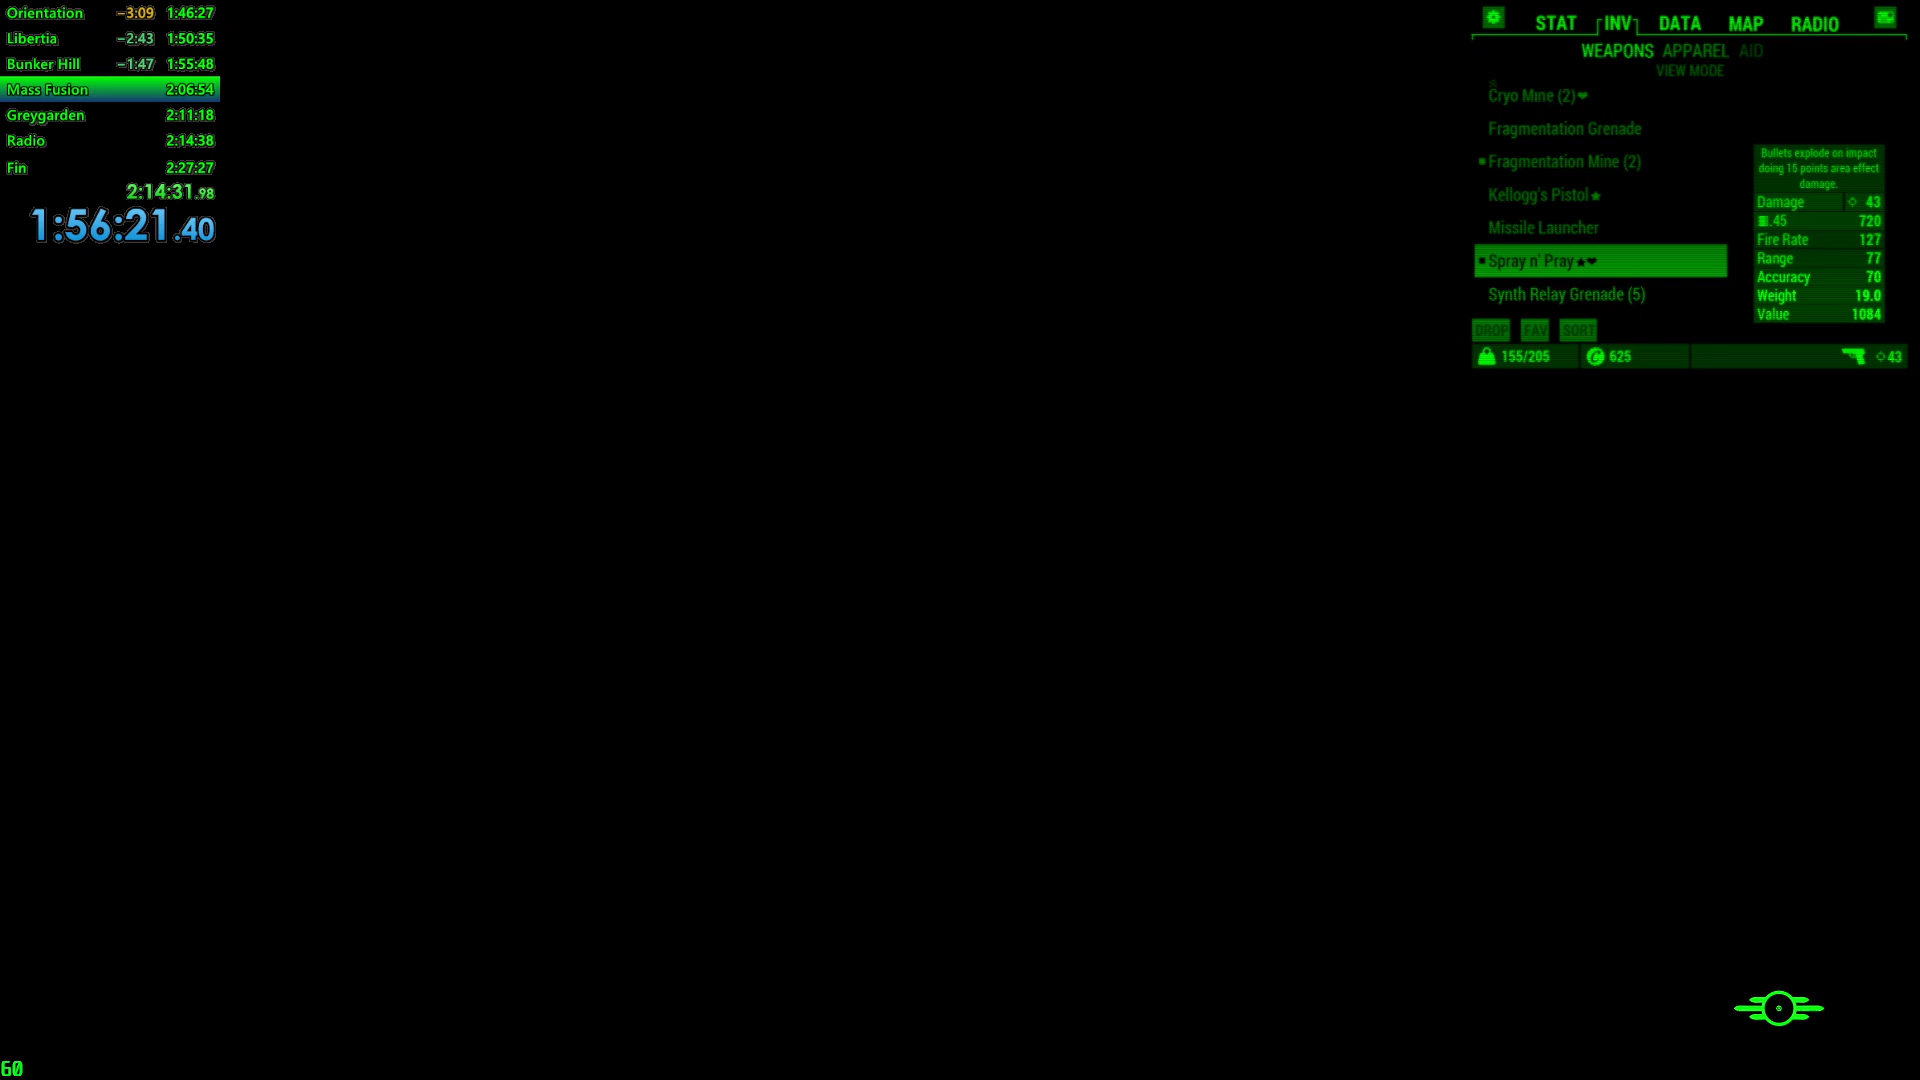 Orientation −3:09 1:46:27
Libertia −2:43 1:50:35
Bunker Hill −1:47 1:55:48
Mass Fusion 2:06:54
Greygarden 2:11:18
Radio 2:14:38
Fin 2:27:27
2:14:31.98
1:56:21.40
STAT INV DATA MAP RADIO
WEAPONS APPAREL AID
VIEW MODE
Cryo Mine (2)
Fragmentation Grenade
Fragmentation Mine (2)
Kellogg's Pistol
Missile Launcher
Spray n' Pray
Synth Relay Grenade (5)
Bullets explode on impact
doing 15 points area effect
damage.
Damage 43
.45 720
Fire Rate 127
Range 77
Accuracy 70
Weight 19.0
Value 1084
DROP FAV SORT
155/205 625 43
60